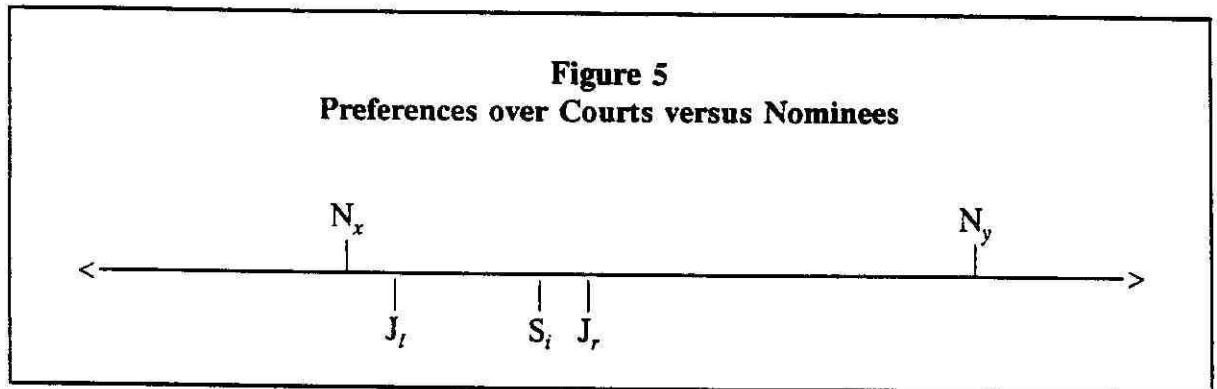 Figure 5
Preferences over Courts versus Nominees
N_x N_y
< >
J_l S_i J_r